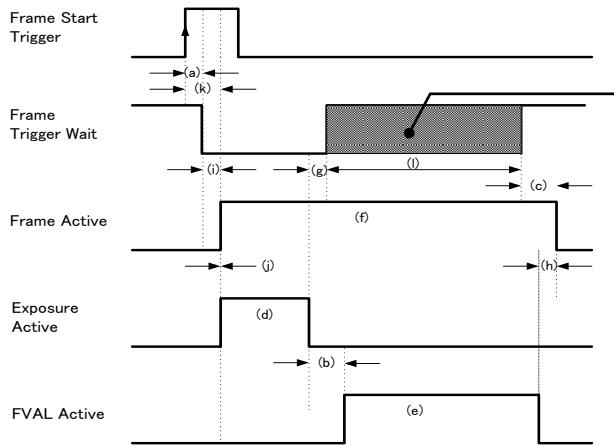 Frame Start
Trigger
(a)
(k)
Frame
Trigger Wait
(i)
(g)
(l)
(c)
Frame Active
(f)
(j)
(h)
Exposure
Active
(d)
(b)
FVAL Active
(e)